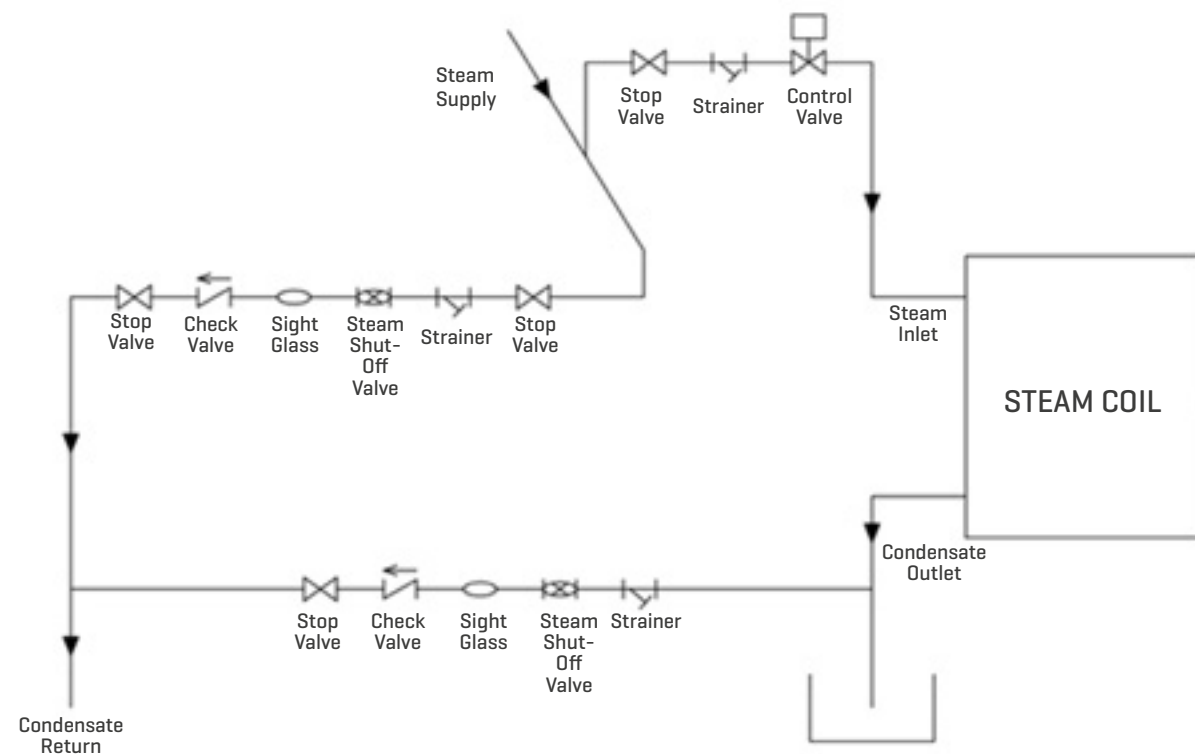 Steam
Supply
Stop
Valve
Strainer
Control
Valve
Stop
Valve
Check
Valve
Sight
Glass
Steam
Shut-
Off
Valve
Strainer
Stop
Valve
Steam
Inlet
STEAM COIL
Condensate
Outlet
Stop
Valve
Check
Valve
Sight
Glass
Steam
Shut-
Off
Valve
Strainer
Condensate
Return